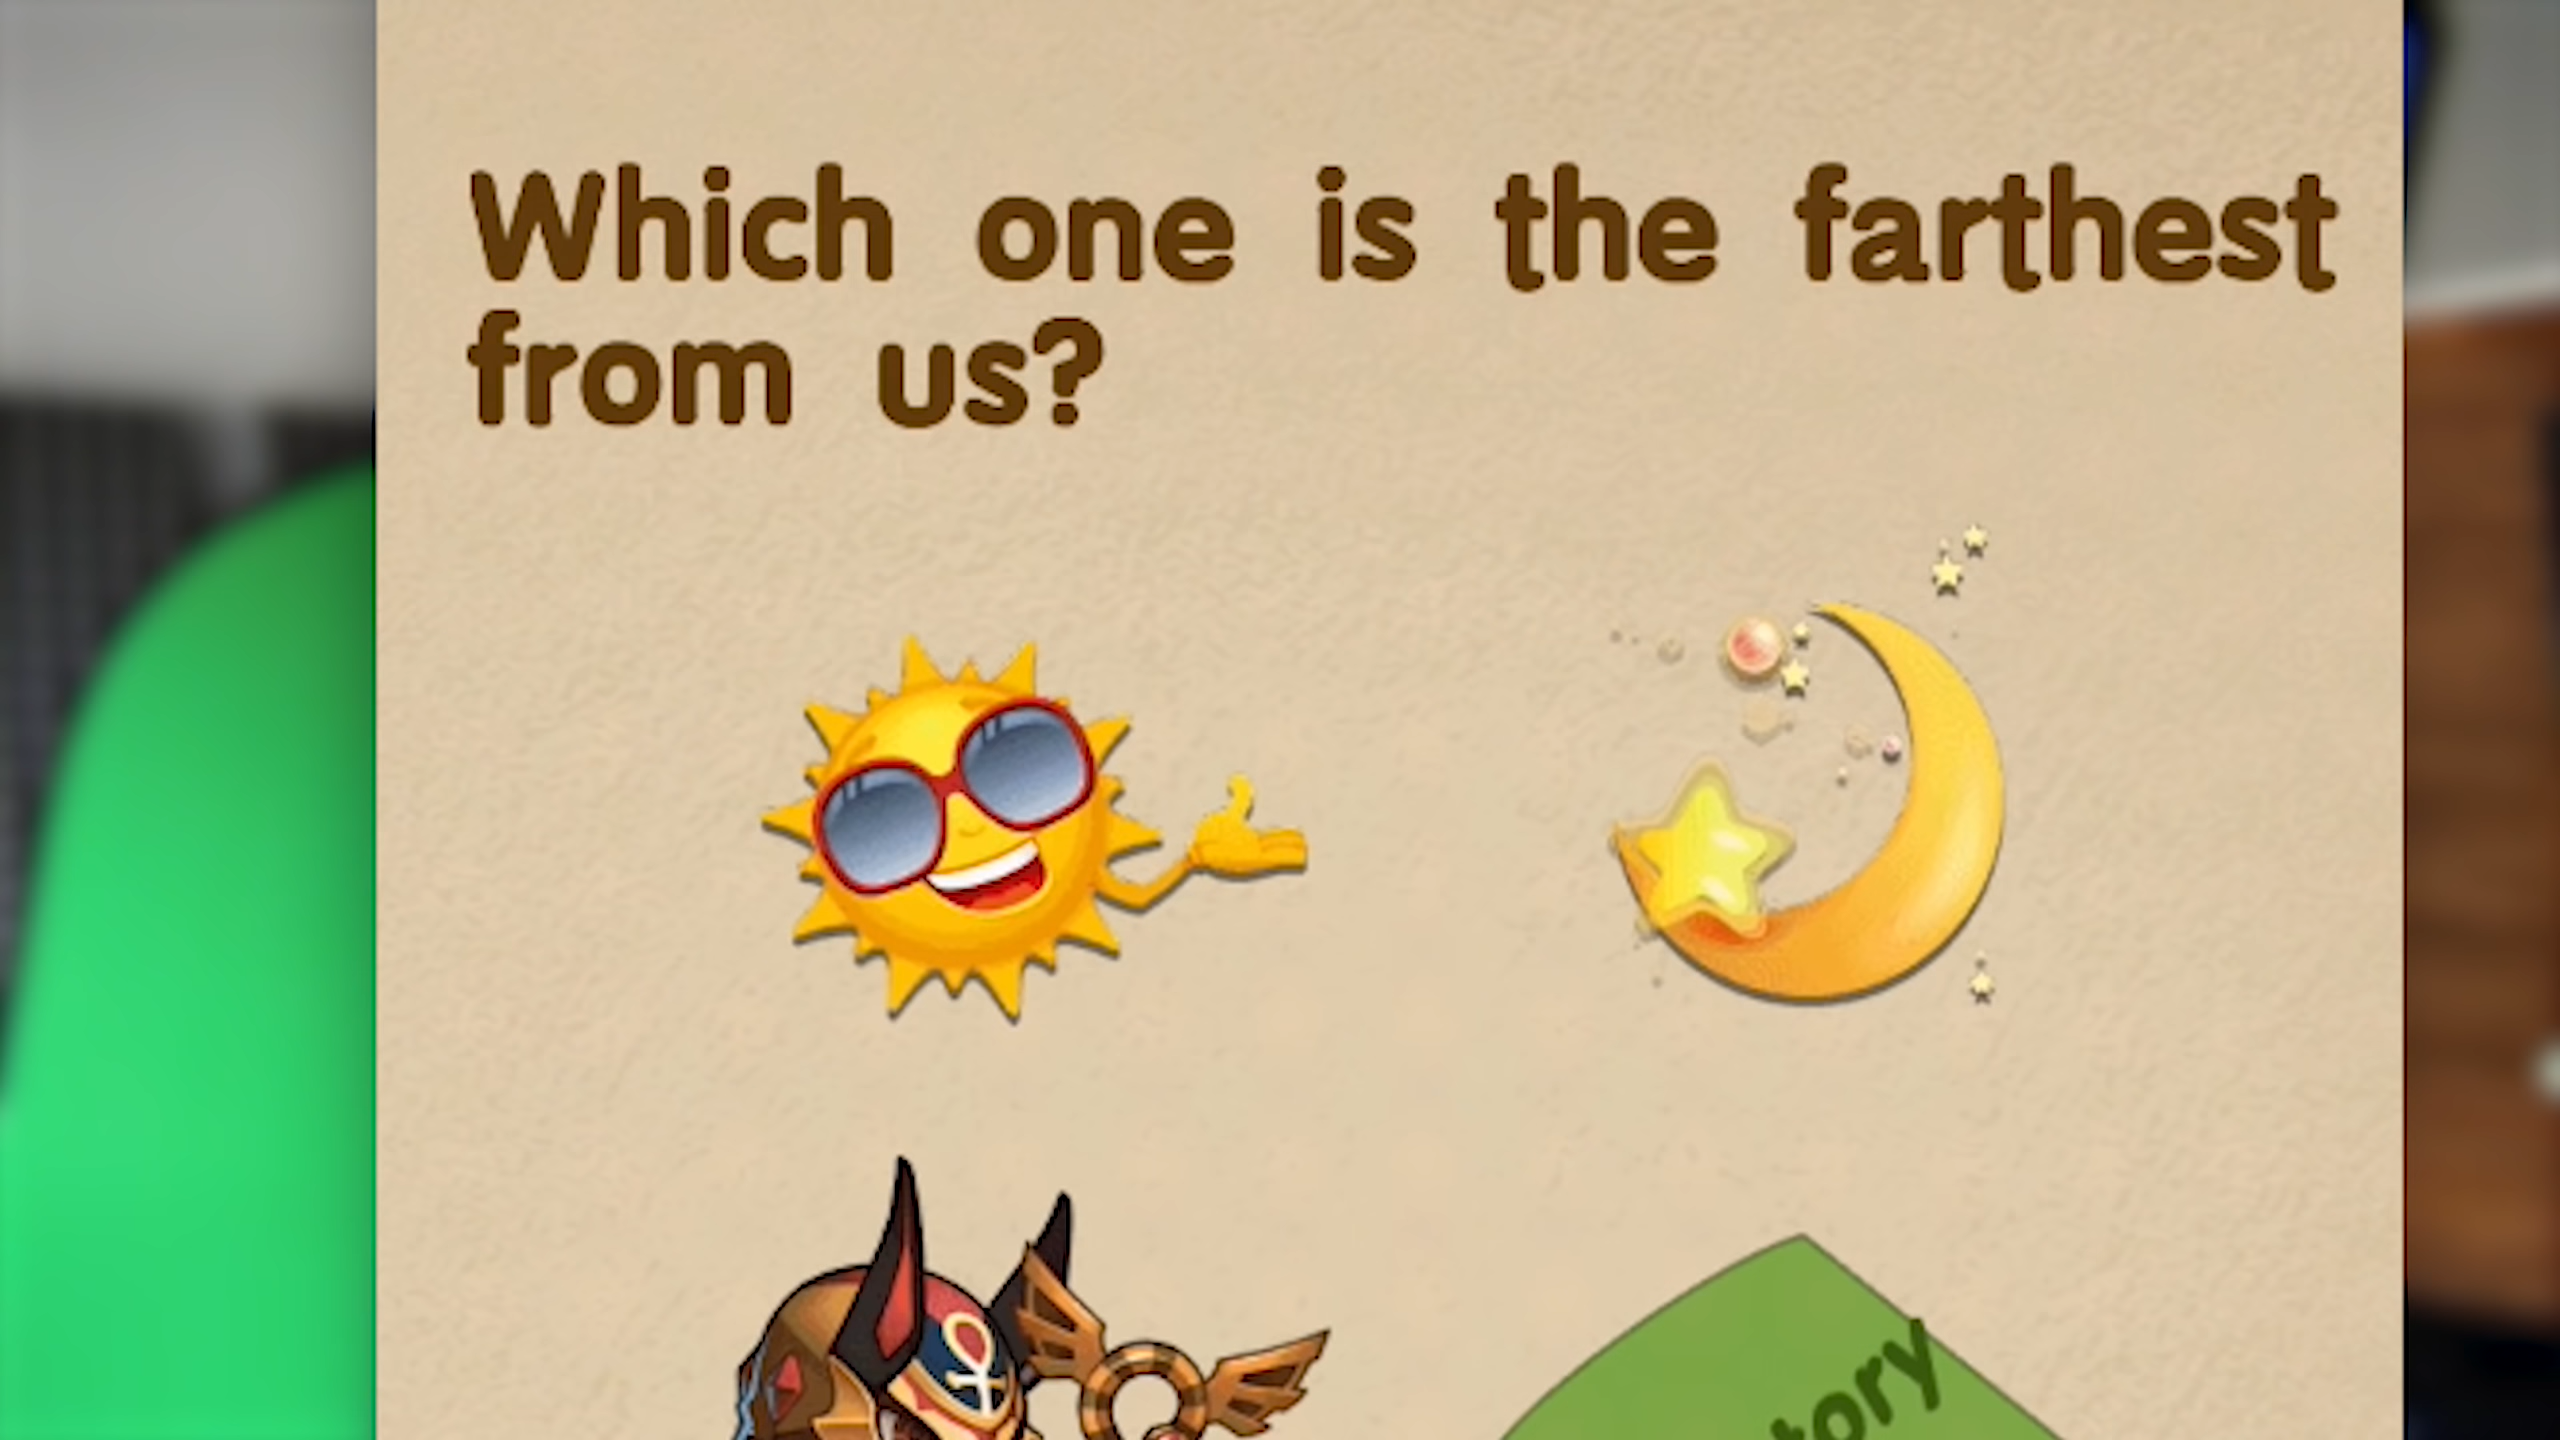 Which one is the farthest
from us?